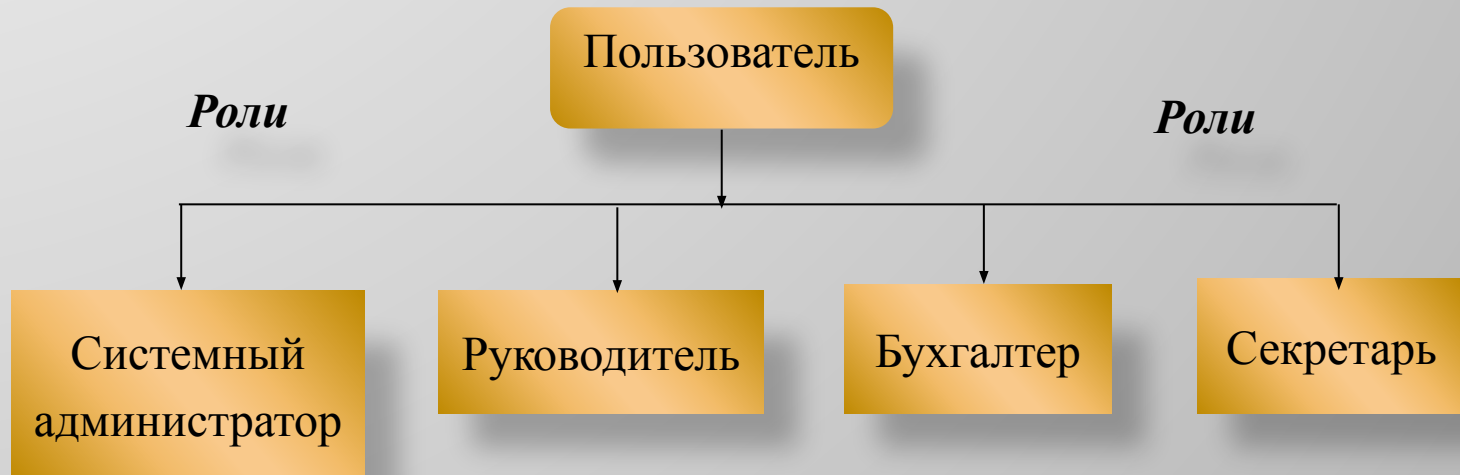 Пользователь
Роли
Роли
Системный
администратор
Руководитель
Бухгалтер
Секретарь